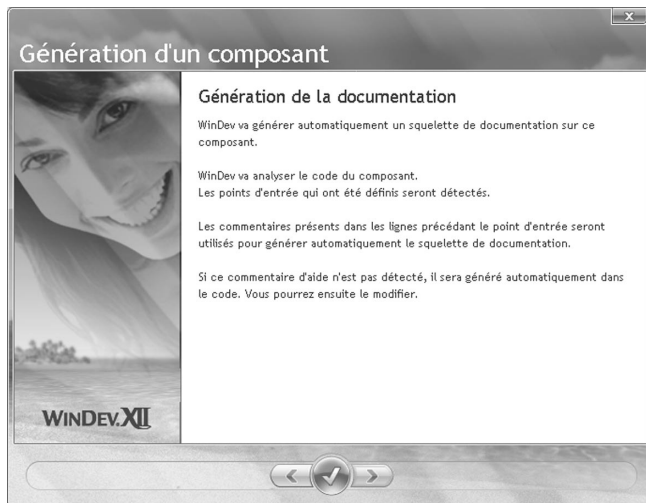 Génération d'un composant
Génération de la documentation
WinDev va générer automatiquement un squelette de documentation sur ce
composant.
WinDev va analyser le code du composant.
Les points d'entrée qui ont été définis seront détectés.
Les commentaires présents dans les lignes précédant le point d'entrée seront
utilisés pour générer automatiquement le squelette de documentation.
Si ce commentaire d'aide n'est pas détecté, il sera généré automatiquement dans
le code. Vous pourrez ensuite le modifier.
WINDEV.XII